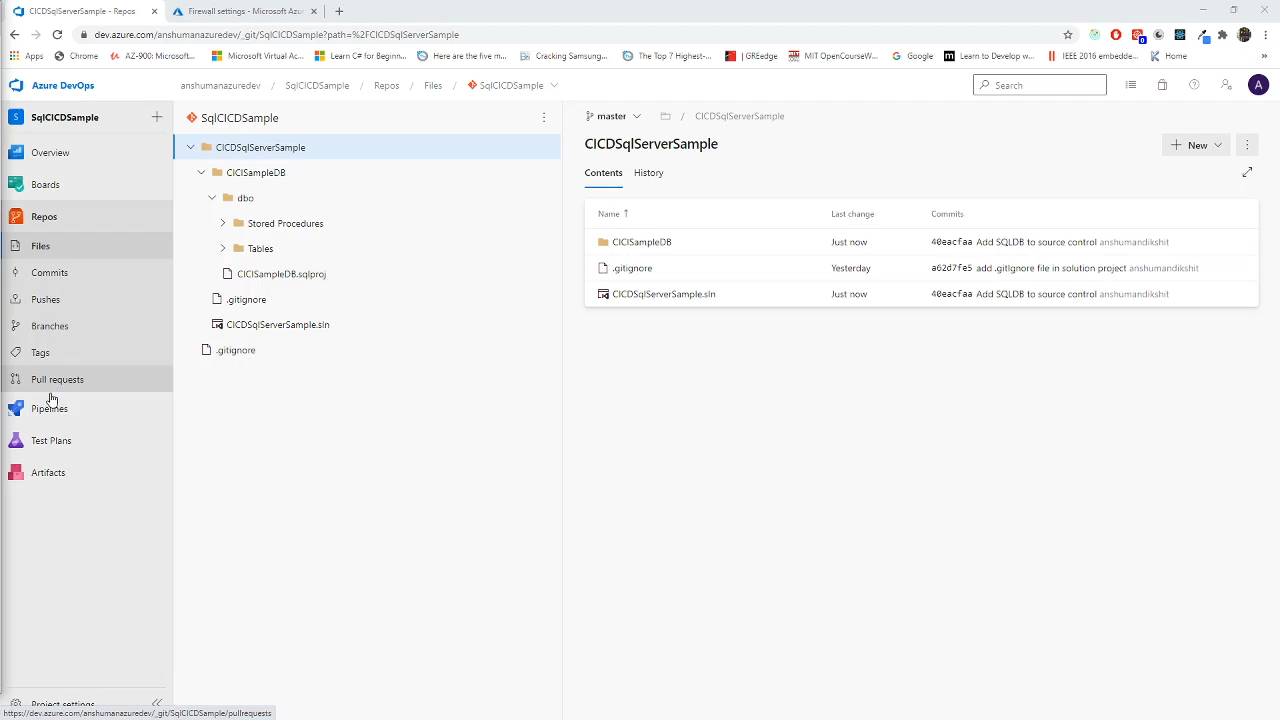 CICDSqlServerSample - Repos
Firewall settings - Microsoft Azu
dev.azure.com/anshumanazuredev/_git/SqlCICDSample?path=%2FCICDSqlServerSample
Apps
Chrome
AZ-900: Microsoft...
Microsoft Virtual Ac...
Learn C# for Beginn...
Here are the five m...
Cracking Samsung...
The Top 7 Highest-...
GREedge
MIT OpenCourseW...
Google
Learn to Develop w...
IEEE 2016 embedde...
Home
»
Azure DevOps
anshumanazuredev / SqlCICDSample / Repos / Files / SqlCICDSample
Search
A
S SqlCICDSample
Overview
Boards
Repos
Files
Commits
Pushes
Branches
Tags
Pull requests
Pipelines
Test Plans
Artifacts
Project settings
https://dev.azure.com/anshumanazuredev/_git/SqlCICDSample/pullrequests
SqlCICDSample
CICDSqlServerSample
CICISampleDB
dbo
Stored Procedures
Tables
CICISampleDB.sqlproj
.gitignore
CICDSqlServerSample.sln
.gitignore
master / CICDSqlServerSample
CICDSqlServerSample
New
Contents History
Name ↑ Last change Commits
CICISampleDB Just now 40eacfaa Add SQLDB to source control anshumandikshit
.gitignore Yesterday a62d7fe5 add .gitIgnore file in solution project anshumandikshit
CICDSqlServerSample.sln Just now 40eacfaa Add SQLDB to source control anshumandikshit